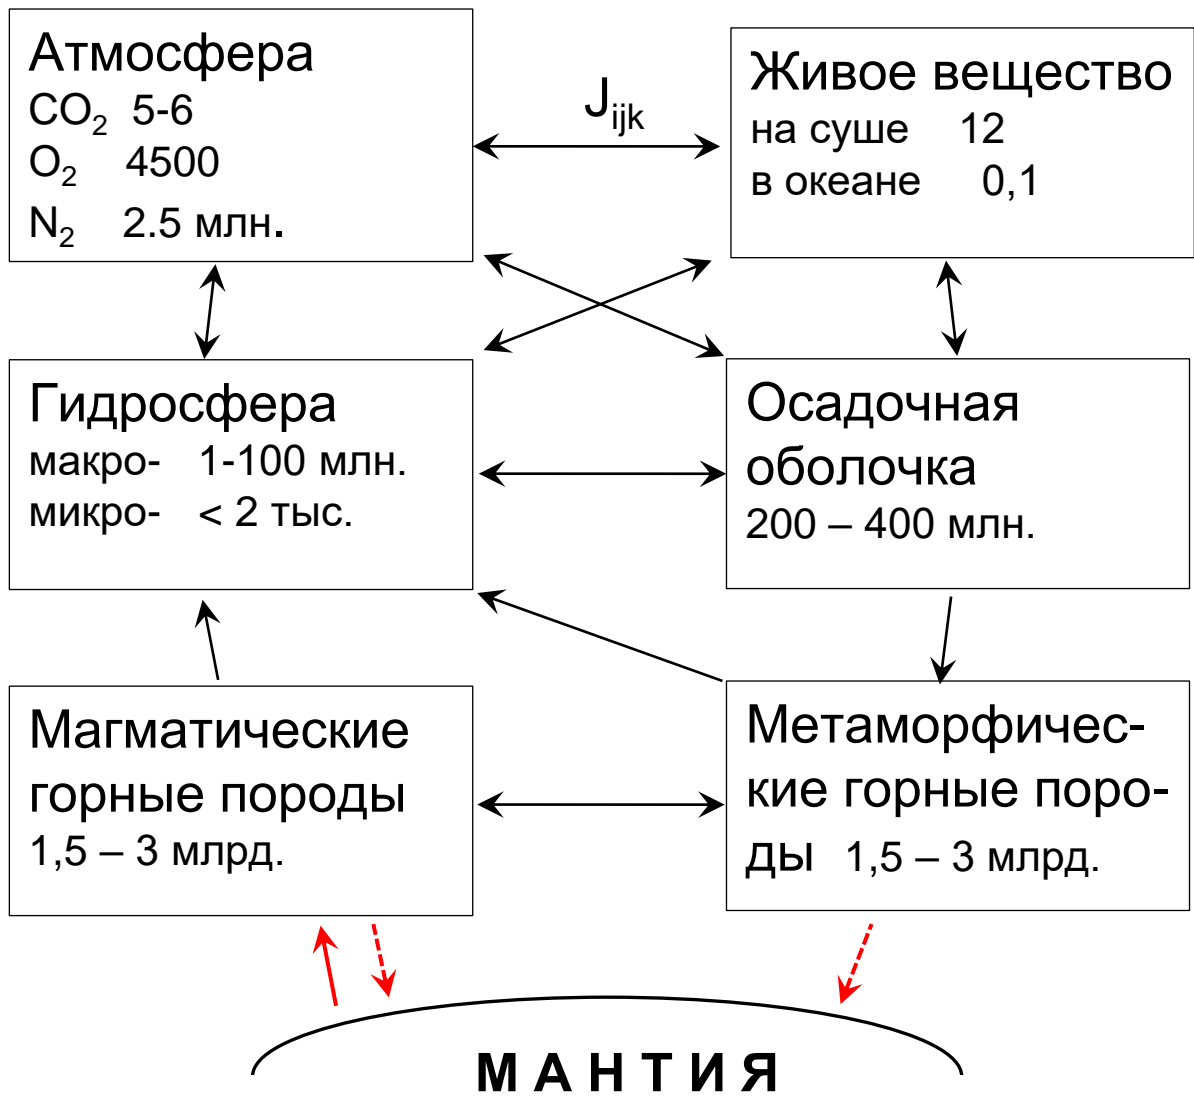 Атмосфера
CO₂ 5-6
O₂ 4500
N₂ 2.5 млн.
J_ijk
Живое вещество
на суше 12
в океане 0,1
Гидросфера
макро- 1-100 млн.
микро- < 2 тыс.
Осадочная
оболочка
200 – 400 млн.
Магматические
горные породы
1,5 – 3 млрд.
Метаморфичес-
кие горные поро-
ды 1,5 – 3 млрд.
МАНТИЯ